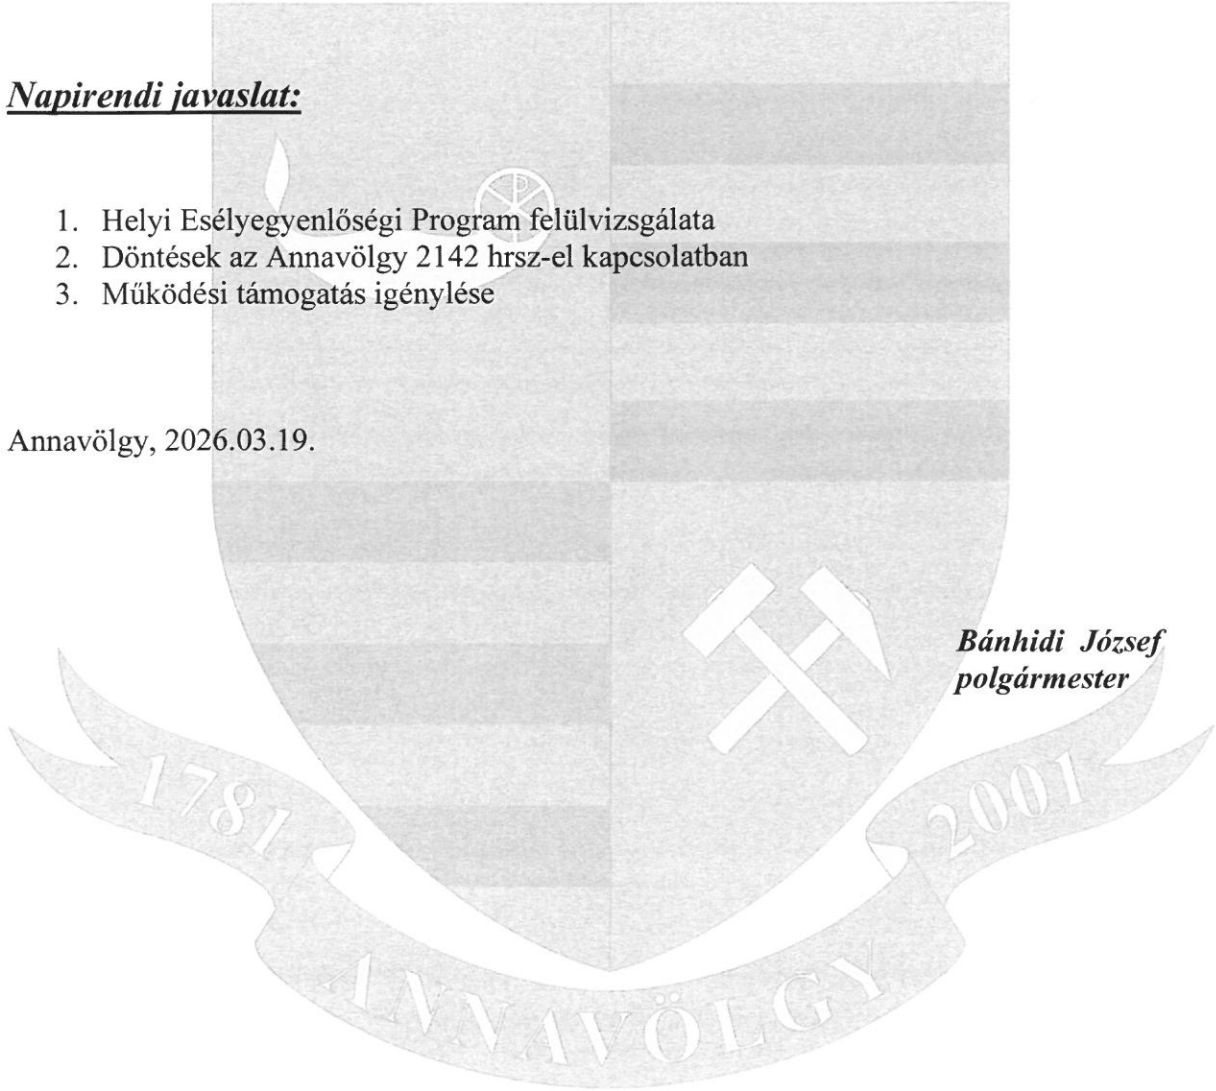 Napirendi javaslat:
1. Helyi Esélyegyenlőségi Program felülvizsgálata
2. Döntések az Annavölgy 2142 hrsz-el kapcsolatban
3. Működési támogatás igénylése
Annavölgy, 2026.03.19.
Bánhidi József
polgármester
1781
2001
ANNAVÖLGY